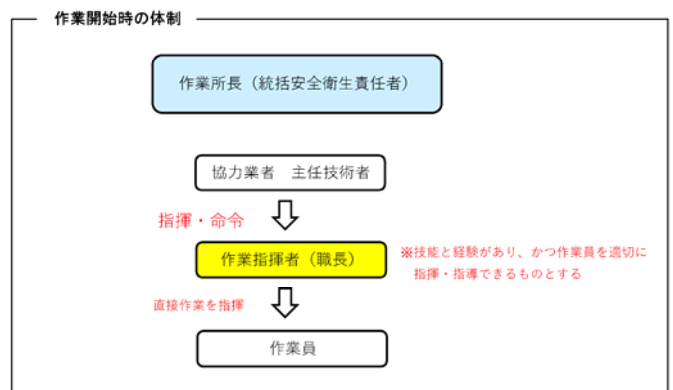 作業開始時の体制
作業所長（統括安全衛生責任者）
協力業者　主任技術者
指揮・命令
作業指揮者（職長）
※技能と経験があり、かつ作業員を適切に
指揮・指導できるものとする
直接作業を指揮
作業員